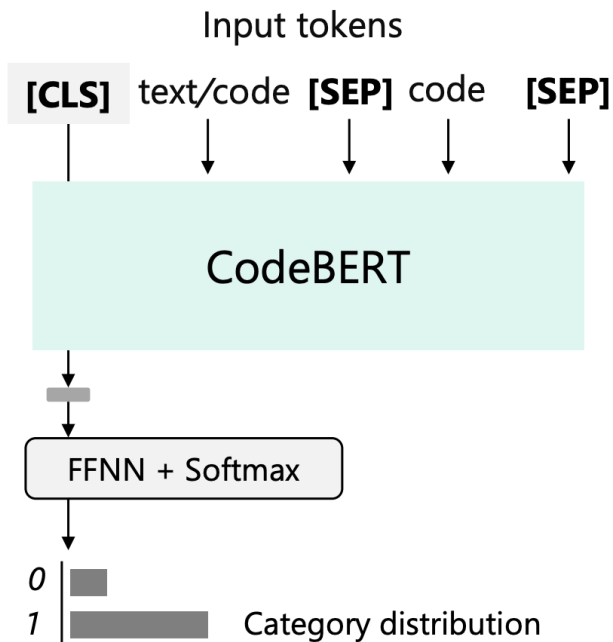 Input tokens
[CLS] text/code [SEP] code [SEP]
CodeBERT
FFNN + Softmax
0
1 Category distribution